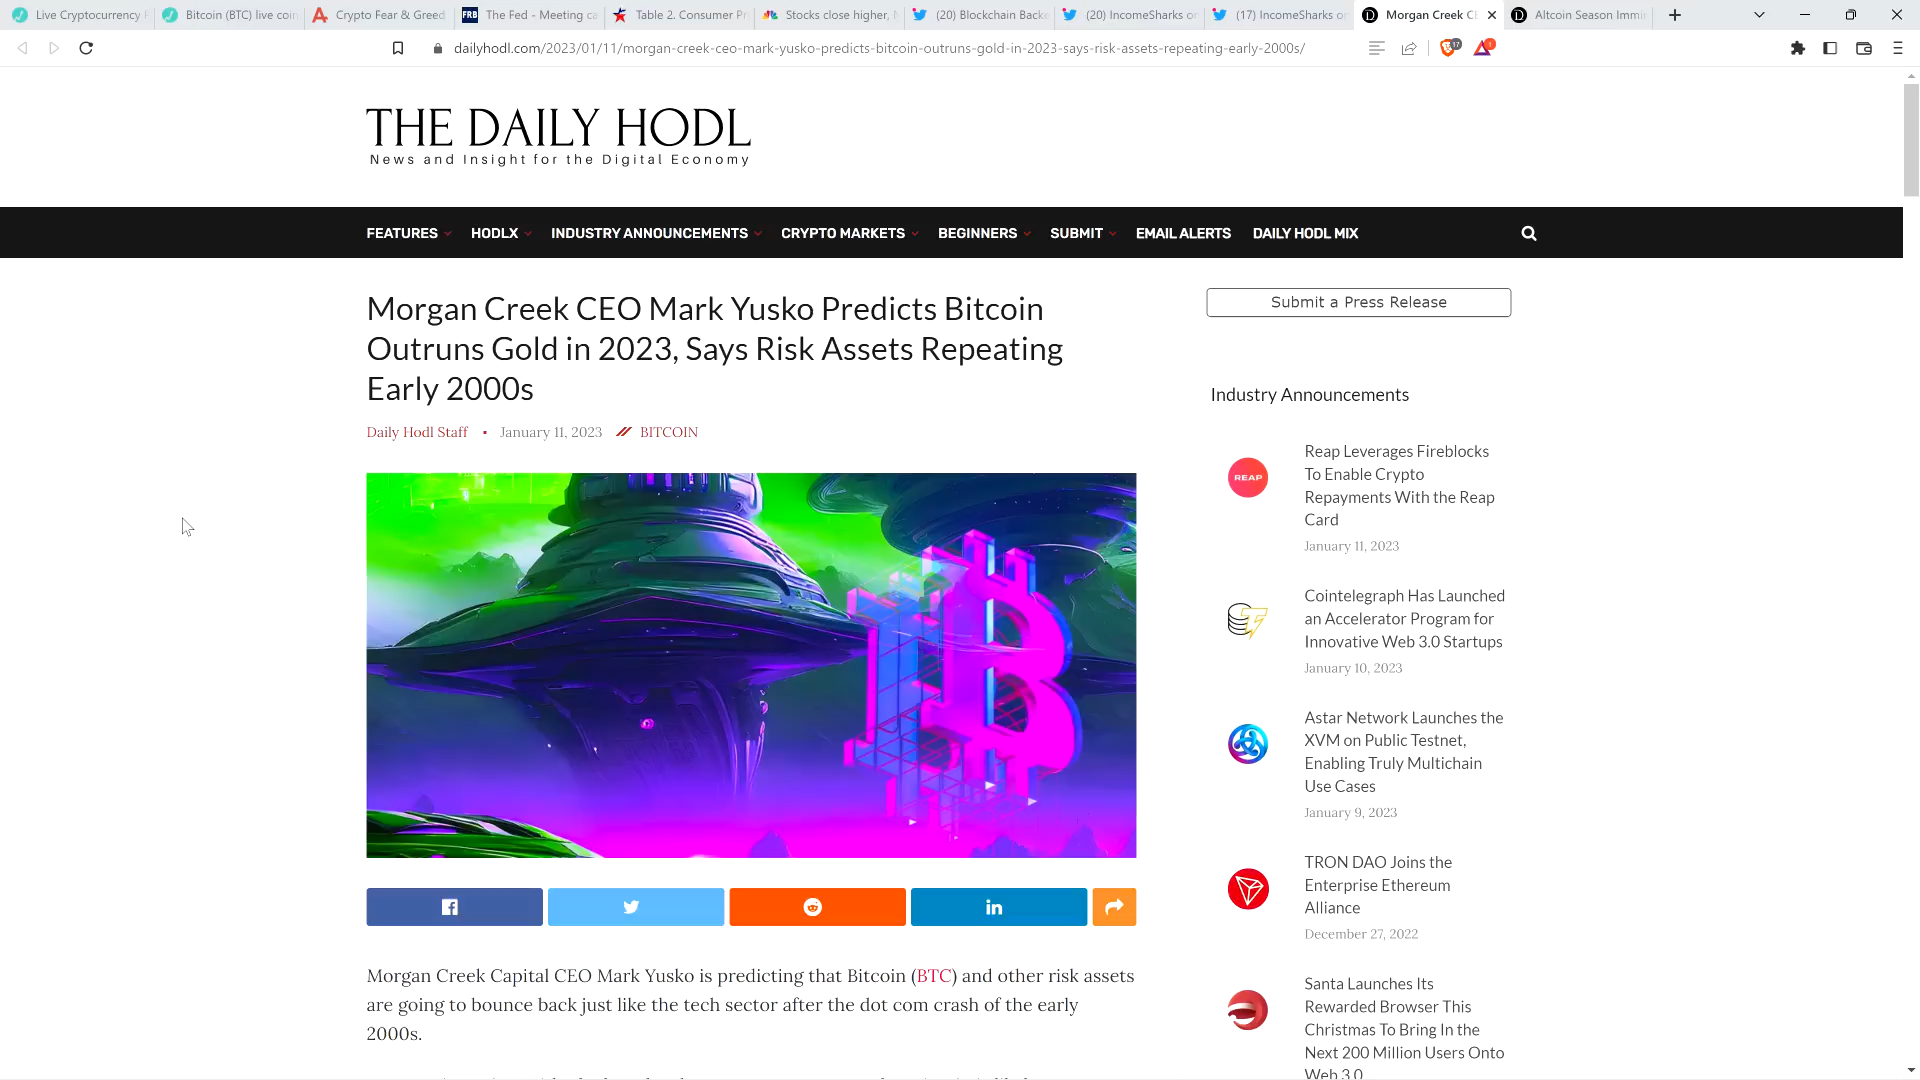 Live Cryptocurrency
Bitcoin (BTC) live coin
Crypto Fear & Greed
FRB
The Fed - Meeting ca
Table 2. Consumer Pr
Stocks close higher,
(20) Blockchain Backe
(20) IncomeSharks on
(17) IncomeSharks on
Morgan Creek CE
Altcoin Season Immi
dailyhodl.com/2023/01/11/morgan-creek-ceo-mark-yusko-predicts-bitcoin-outruns-gold-in-2023-says-risk-assets-repeating-early-2000s/
THE DAILY HODL
News and Insight for the Digital Economy
FEATURES HODLX INDUSTRY ANNOUNCEMENTS CRYPTO MARKETS BEGINNERS SUBMIT EMAIL ALERTS DAILY HODL MIX
Morgan Creek CEO Mark Yusko Predicts Bitcoin
Outruns Gold in 2023, Says Risk Assets Repeating
Early 2000s
Daily Hodl Staff • January 11, 2023 BITCOIN
Morgan Creek Capital CEO Mark Yusko is predicting that Bitcoin (BTC) and other risk assets
are going to bounce back just like the tech sector after the dot com crash of the early
2000s.
Submit a Press Release
Industry Announcements
REAP
Reap Leverages Fireblocks
To Enable Crypto
Repayments With the Reap
Card
January 11, 2023
Cointelegraph Has Launched
an Accelerator Program for
Innovative Web 3.0 Startups
January 10, 2023
Astar Network Launches the
XVM on Public Testnet,
Enabling Truly Multichain
Use Cases
January 9, 2023
TRON DAO Joins the
Enterprise Ethereum
Alliance
December 27, 2022
Santa Launches Its
Rewarded Browser This
Christmas To Bring In the
Next 200 Million Users Onto
Web 3.0